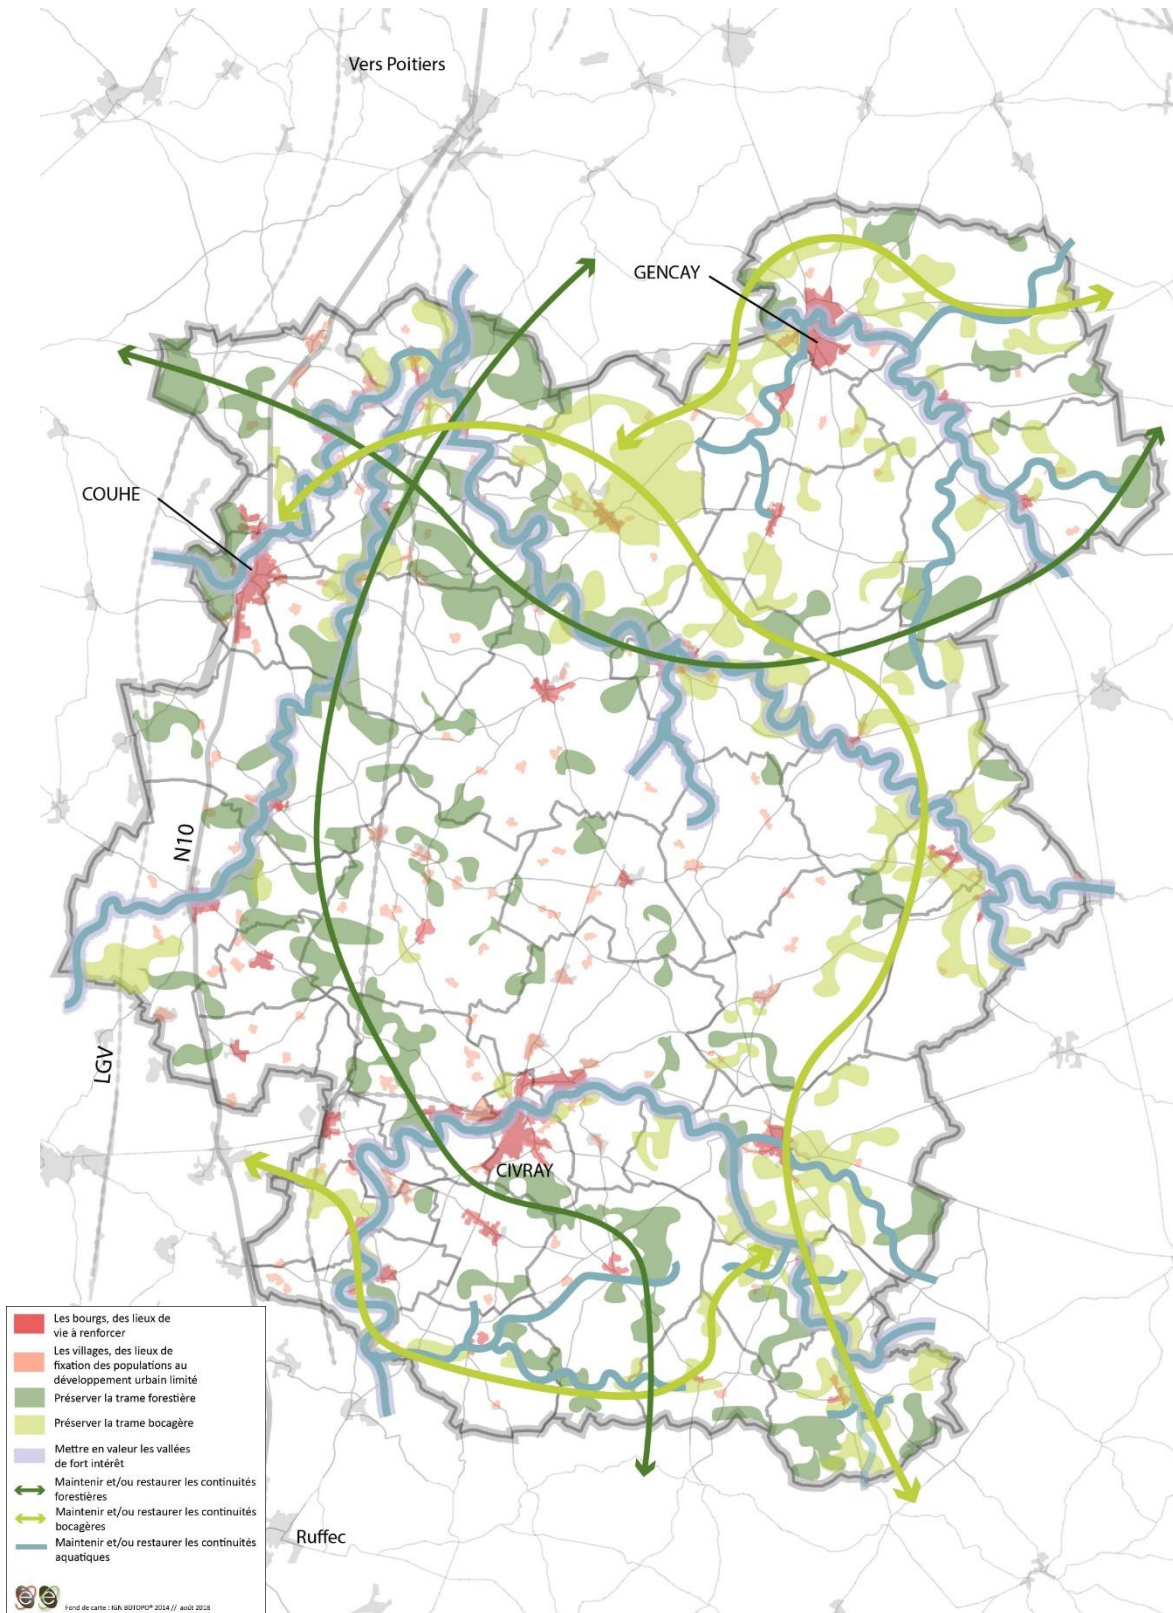 Vers Poitiers
GENCAY
COUHE
N10
LGV
CIVRAY
Les bourgs, des lieux de
vie à renforcer
Les villages, des lieux de
fixation des populations au
développement urbain limité
Préserver la trame forestière
Préserver la trame bocagère
Mettre en valeur les vallées
de fort intérêt
Maintenir et/ou restaurer les continuités
forestières
Maintenir et/ou restaurer les continuités
bocagères
Maintenir et/ou restaurer les continuités
aquatiques
Ruffec
e e
Fond de carte : IGN BDTOPO® 2014 // août 2018